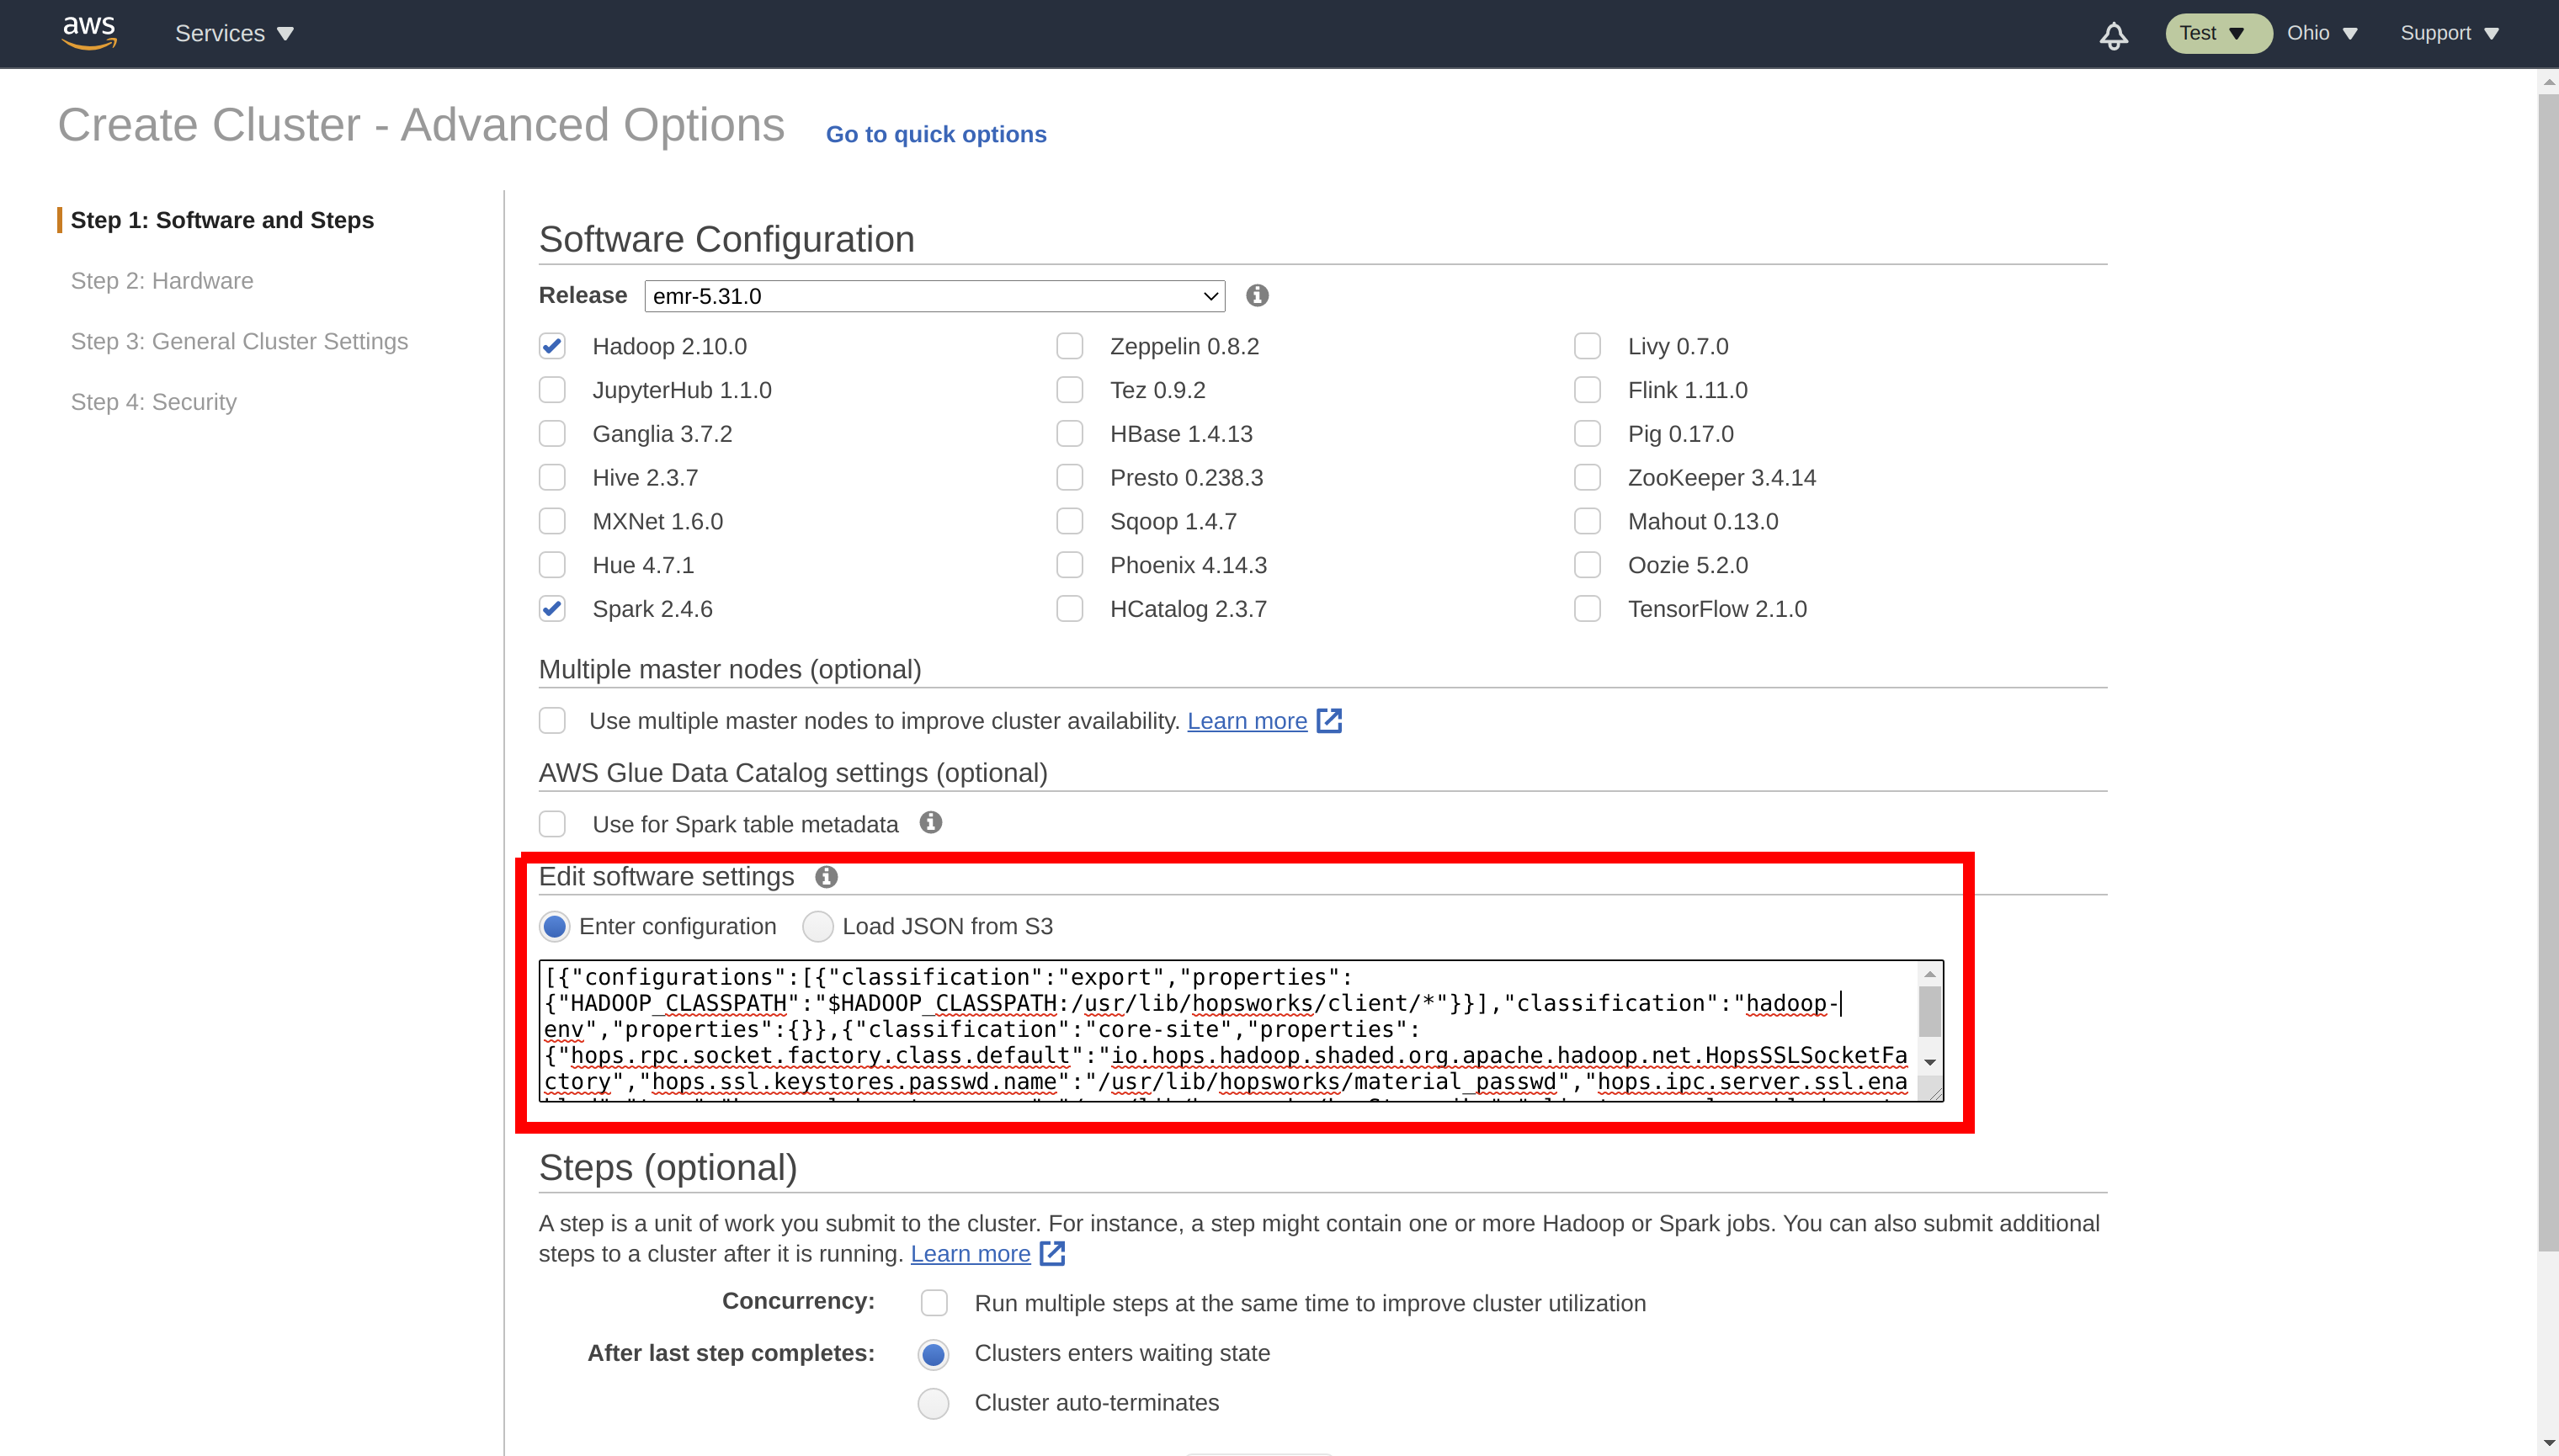 aws
Services
Test
Ohio
Support
Create Cluster - Advanced Options
Go to quick options
Step 1: Software and Steps
Step 2: Hardware
Step 3: General Cluster Settings
Step 4: Security
Software Configuration
Release emr-5.31.0
Hadoop 2.10.0 Zeppelin 0.8.2 Livy 0.7.0
JupyterHub 1.1.0 Tez 0.9.2 Flink 1.11.0
Ganglia 3.7.2 HBase 1.4.13 Pig 0.17.0
Hive 2.3.7 Presto 0.238.3 ZooKeeper 3.4.14
MXNet 1.6.0 Sqoop 1.4.7 Mahout 0.13.0
Hue 4.7.1 Phoenix 4.14.3 Oozie 5.2.0
Spark 2.4.6 HCatalog 2.3.7 TensorFlow 2.1.0
Multiple master nodes (optional)
Use multiple master nodes to improve cluster availability. Learn more
AWS Glue Data Catalog settings (optional)
Use for Spark table metadata
Edit software settings
Enter configuration Load JSON from S3
[{"configurations":[{"classification":"export","properties":
{"HADOOP_CLASSPATH":"$HADOOP_CLASSPATH:/usr/lib/hopsworks/client/*"}}],"classification":"hadoop-
env","properties":{}},{"classification":"core-site","properties":
{"hops.rpc.socket.factory.class.default":"io.hops.hadoop.shaded.org.apache.hadoop.net.HopsSSLSocketFa
ctory","hops.ssl.keystores.passwd.name":"/usr/lib/hopsworks/material_passwd","hops.ipc.server.ssl.ena
Steps (optional)
A step is a unit of work you submit to the cluster. For instance, a step might contain one or more Hadoop or Spark jobs. You can also submit additional
steps to a cluster after it is running. Learn more
Concurrency: Run multiple steps at the same time to improve cluster utilization
After last step completes: Clusters enters waiting state
Cluster auto-terminates